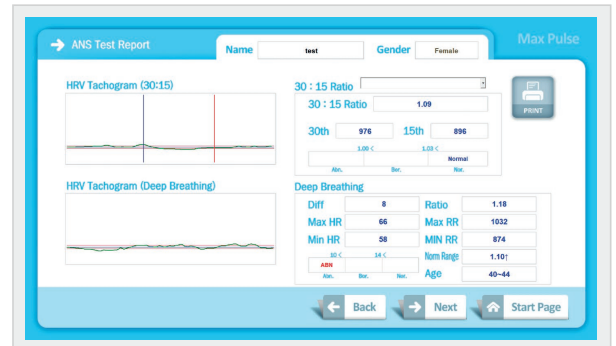 ANS Test Report
Name
test
Gender
Female
Max Pulse
HRV Tachogram (30:15)
30 : 15 Ratio
30 : 15 Ratio
1.09
30th
976
15th
896
1.00 <
1.03 <
Normal
Abn.
Bor.
Nor.
PRINT
HRV Tachogram (Deep Breathing)
Deep Breathing
Diff
8
Ratio
1.18
Max HR
66
Max RR
1032
Min HR
58
MIN RR
874
10 <
14 <
ABN
Abn.
Bor.
Nor.
Norm Range
1.10↑
Age
40~44
Back
Next
Start Page